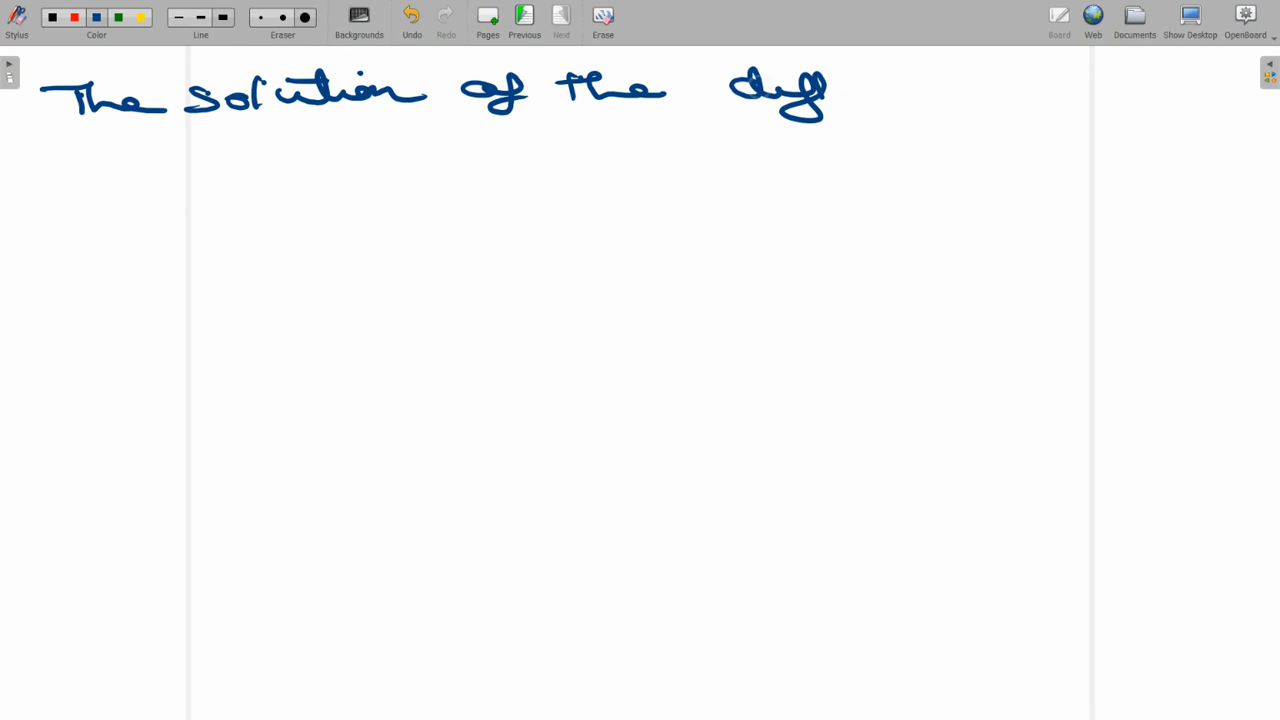 Stylus Color Line Eraser Backgrounds Undo Redo Pages Previous Next Erase Board Web Documents Show Desktop OpenBoard
The solution of the diff